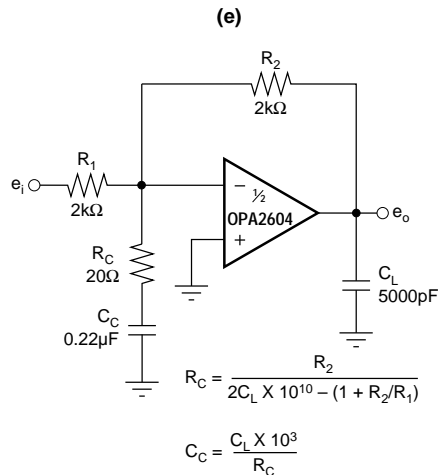 (e)
R2
2kΩ
R1
ei
2kΩ
– ½
OPA2604
+
eo
RC
20Ω
CL
5000pF
CC
0.22µF
RC = R2 / 2CL X 10^10 – (1 + R2/R1)
CC = CL X 10^3 / RC